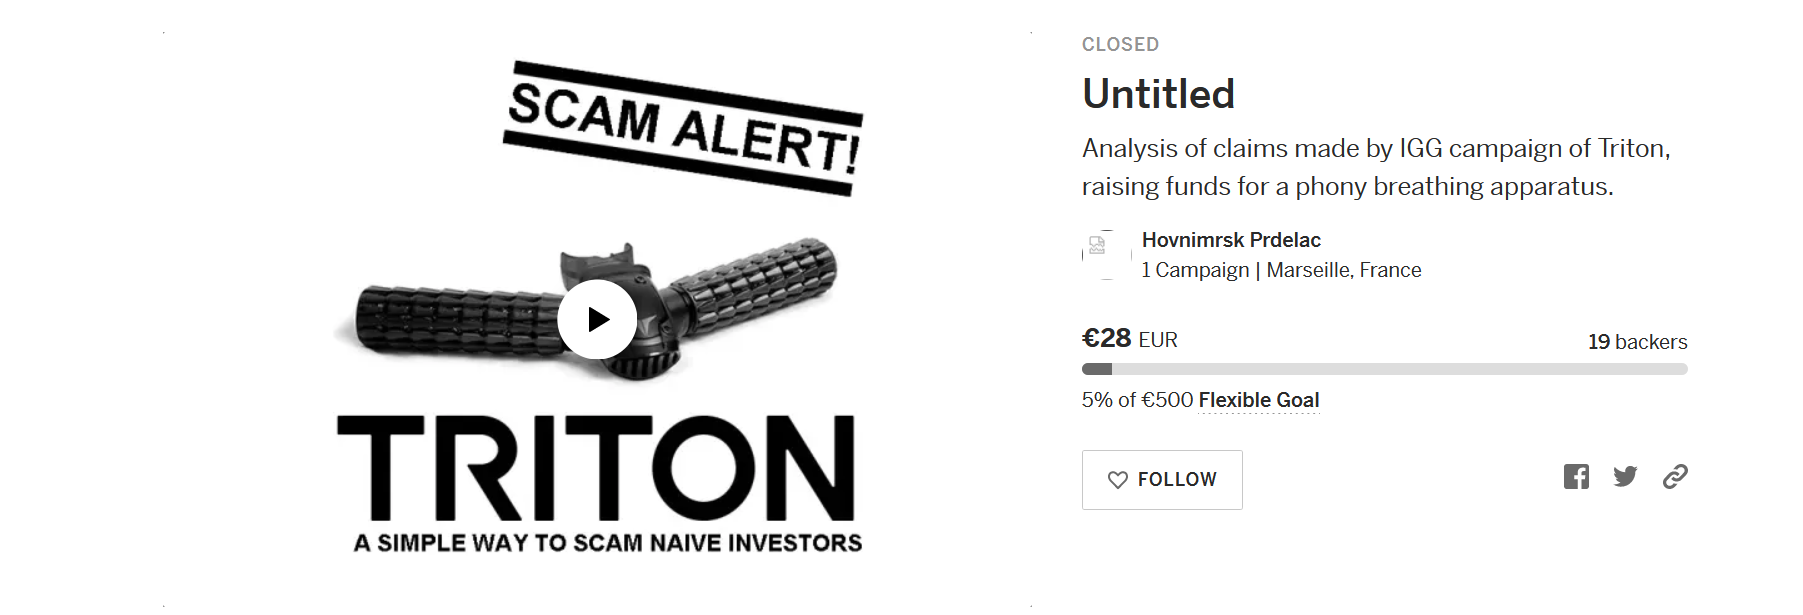 SCAM ALERT!
TRITON
A SIMPLE WAY TO SCAM NAIVE INVESTORS
CLOSED
Untitled
Analysis of claims made by IGG campaign of Triton,
raising funds for a phony breathing apparatus.
Hovnimrsk Prdelac
1 Campaign | Marseille, France
€28 EUR
19 backers
5% of €500 Flexible Goal
FOLLOW